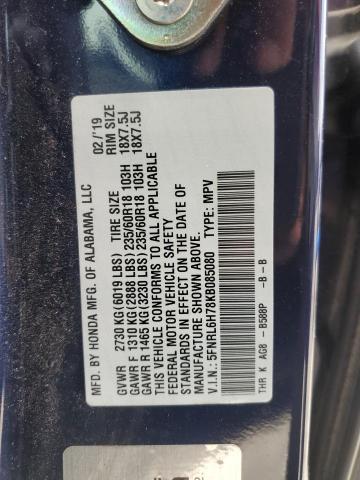 MFD. BY HONDA MFG. OF ALABAMA, LLC 02/'19
GVWR 2730 KG(6019 LBS) TIRE SIZE RIM SIZE
GAWR F 1310 KG(2888 LBS) 235/60R18 103H 18X7.5J
GAWR R 1465 KG(3230 LBS) 235/60R18 103H 18X7.5J
THIS VEHICLE CONFORMS TO ALL APPLICABLE
FEDERAL MOTOR VEHICLE SAFETY
STANDARDS IN EFFECT ON THE DATE OF
MANUFACTURE SHOWN ABOVE.
V.I.N.: 5FNRL6H78KB085080 TYPE: MPV
THR K AG8 - B588P - B - B